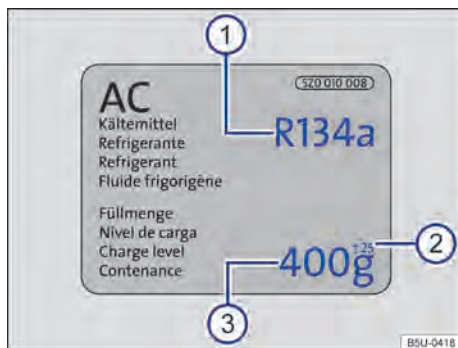 1
5Z0 010 008
AC
Kältemittel
Refrigerante
Refrigerant
Fluide frigorigène
R134a
Füllmenge
Nivel de carga
Charge level
Contenance
±25
400g
2
3
B5U-0418